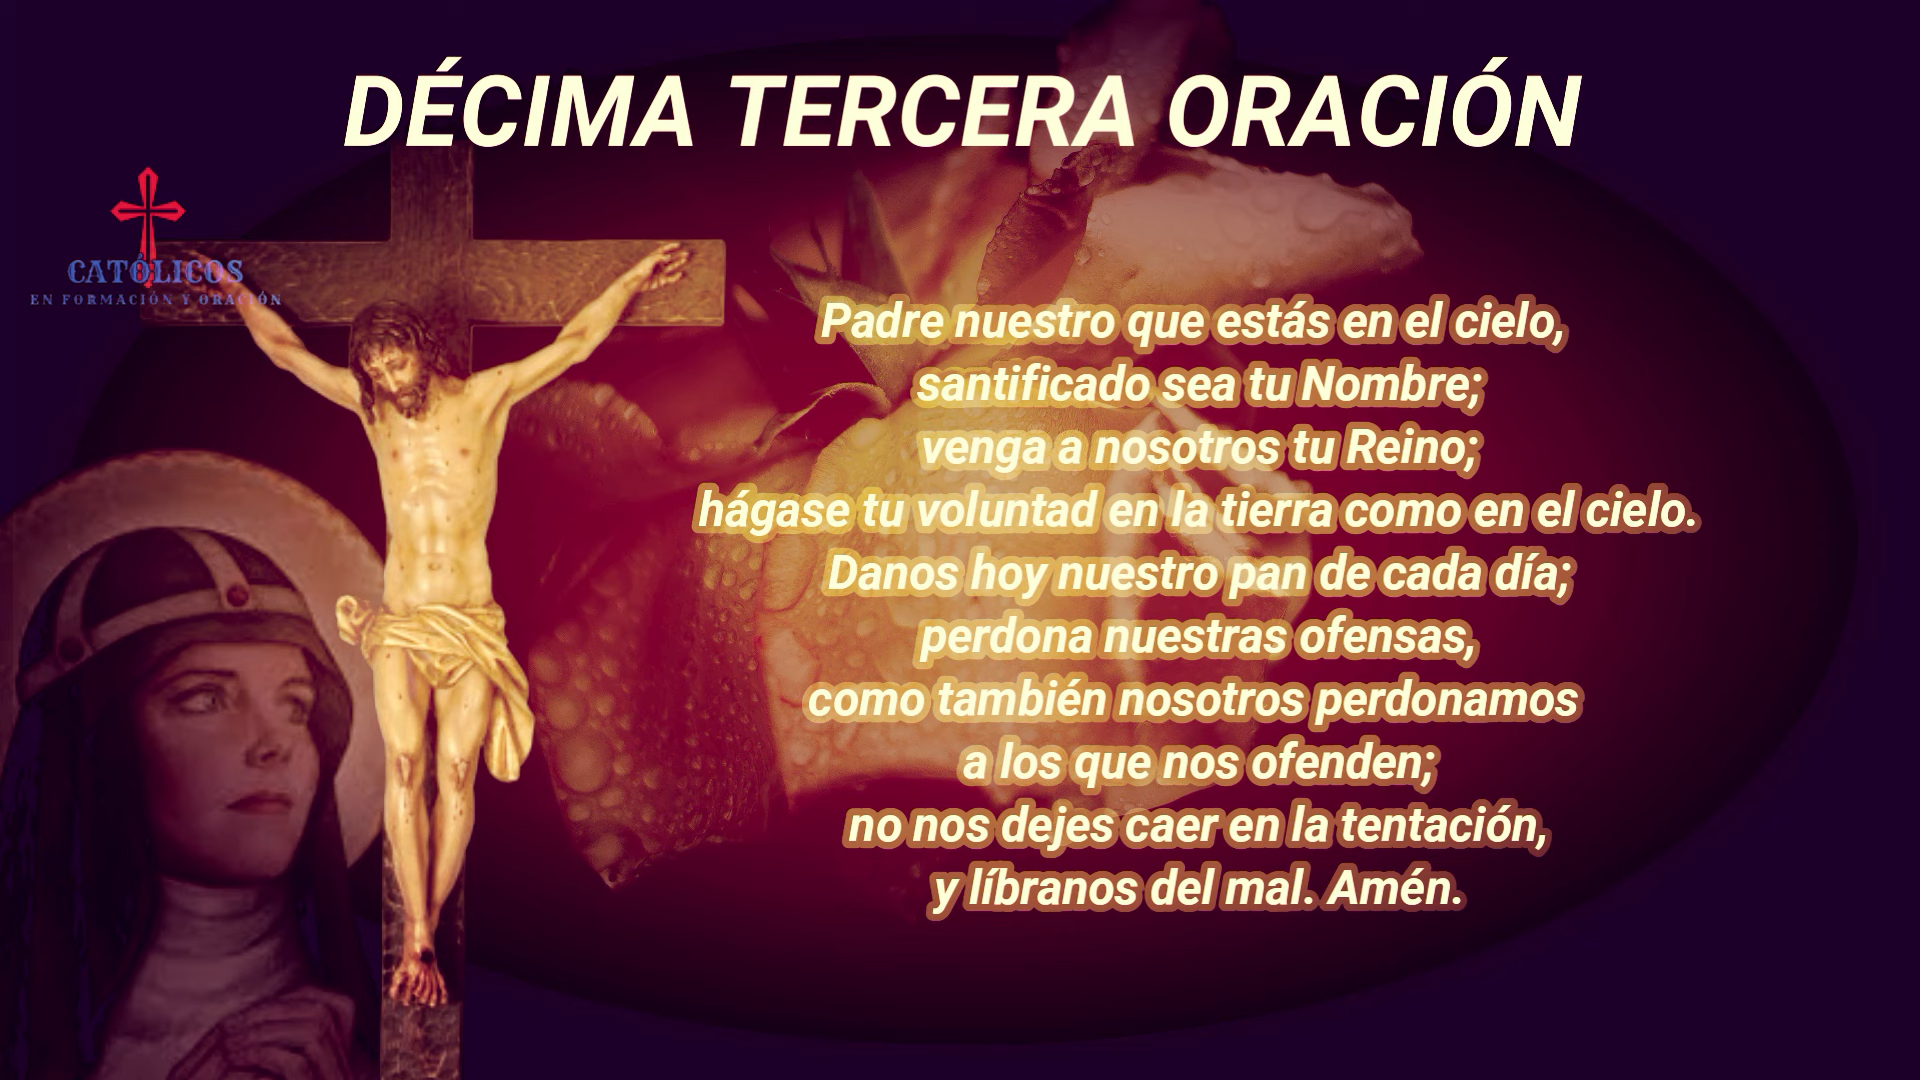 DÉCIMA TERCERA ORACIÓN
CATÓLICOS
EN FORMACIÓN Y ORACIÓN
Padre nuestro que estás en el cielo,
santificado sea tu Nombre;
venga a nosotros tu Reino;
hágase tu voluntad en la tierra como en el cielo.
Danos hoy nuestro pan de cada día;
perdona nuestras ofensas,
como también nosotros perdonamos
a los que nos ofenden;
no nos dejes caer en la tentación,
y líbranos del mal. Amén.